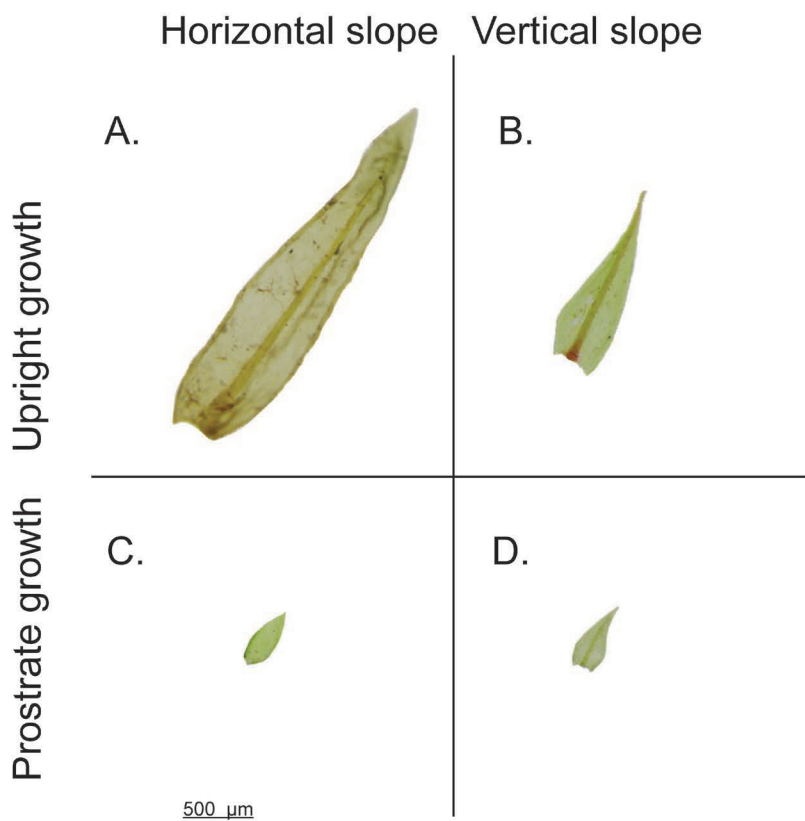 Horizontal slope
Vertical slope
Upright growth
A.
B.
Prostrate growth
C.
D.
500 µm